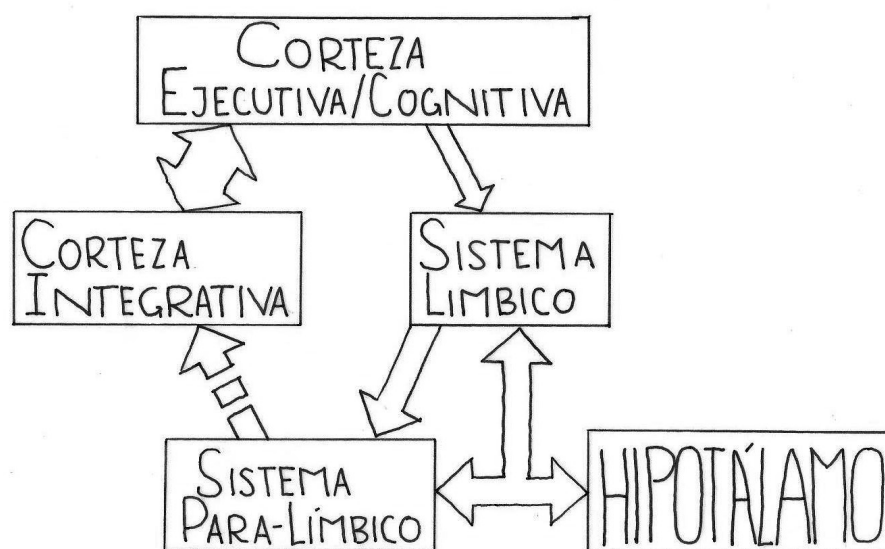 CORTEZA
EJECUTIVA/COGNITIVA
CORTEZA
INTEGRATIVA
SISTEMA
LIMBICO
SISTEMA
PARA-LÍMBICO
HIPOTÁLAMO